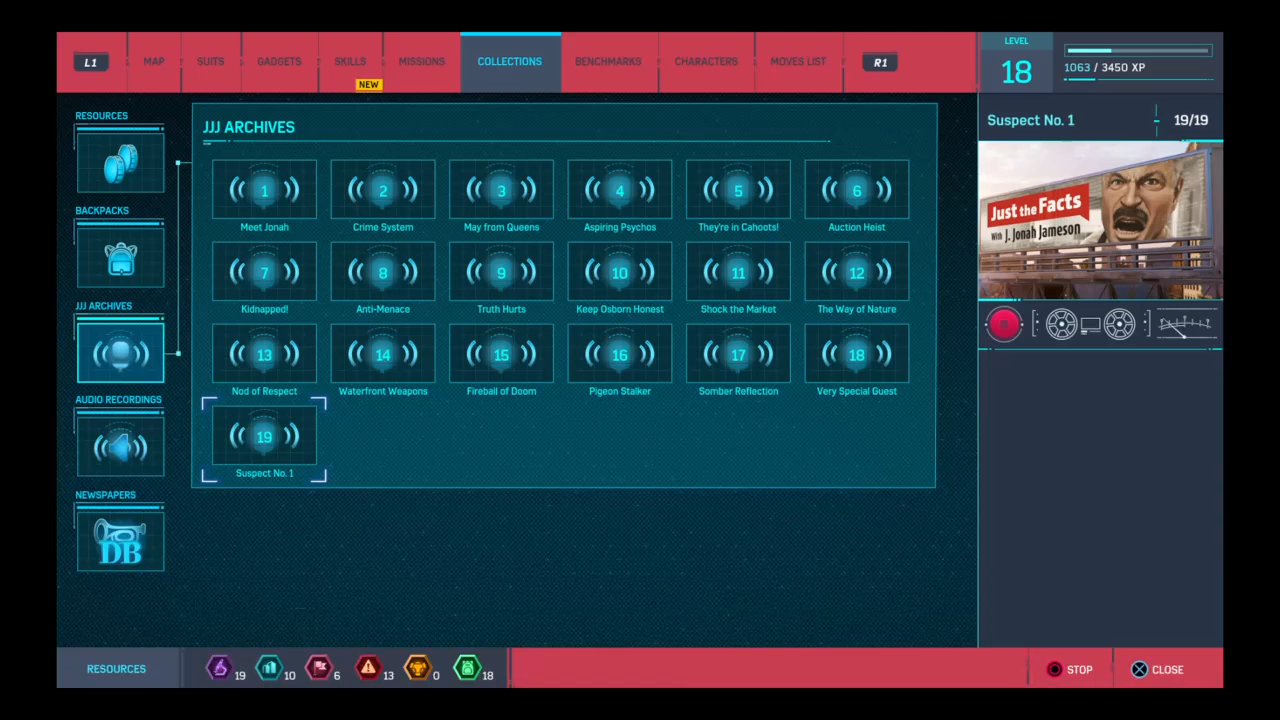 L1
MAP
SUITS
GADGETS
SKILLS
NEW
MISSIONS
COLLECTIONS
BENCHMARKS
CHARACTERS
MOVES LIST
R1
LEVEL
18
1063 / 3450 XP
RESOURCES
BACKPACKS
JJJ ARCHIVES
AUDIO RECORDINGS
NEWSPAPERS
DB
JJJ ARCHIVES
1
2
3
4
5
6
Meet Jonah
Crime System
May from Queens
Aspiring Psychos
They're in Cahoots!
Auction Heist
7
8
9
10
11
12
Kidnapped!
Anti-Menace
Truth Hurts
Keep Osborn Honest
Shock the Market
The Way of Nature
13
14
15
16
17
18
Nod of Respect
Waterfront Weapons
Fireball of Doom
Pigeon Stalker
Somber Reflection
Very Special Guest
19
Suspect No. 1
Suspect No. 1
19/19
Just the Facts
With J. Jonah Jameson
RESOURCES
19
10
6
13
0
18
STOP
CLOSE